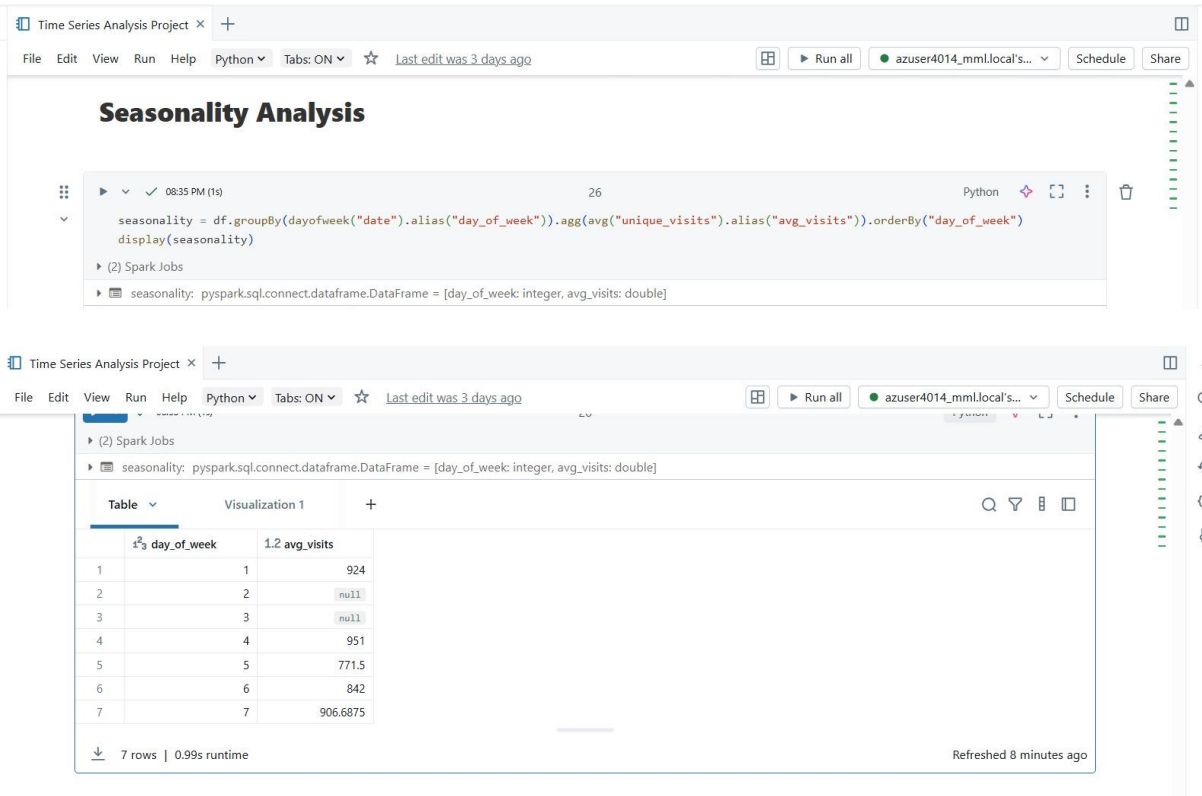 Time Series Analysis Project × +
File Edit View Run Help Python Tabs: ON Last edit was 3 days ago Run all azuser4014_mml.local's... Schedule Share
Seasonality Analysis
08:35 PM (1s) 26 Python
seasonality = df.groupBy(dayofweek("date").alias("day_of_week")).agg(avg("unique_visits").alias("avg_visits")).orderBy("day_of_week")
display(seasonality)
(2) Spark Jobs
seasonality: pyspark.sql.connect.dataframe.DataFrame = [day_of_week: integer, avg_visits: double]
Time Series Analysis Project × +
File Edit View Run Help Python Tabs: ON Last edit was 3 days ago Run all azuser4014_mml.local's... Schedule Share
(2) Spark Jobs
seasonality: pyspark.sql.connect.dataframe.DataFrame = [day_of_week: integer, avg_visits: double]
Table Visualization 1 +
1²3 day_of_week 1.2 avg_visits
1 1 924
2 2 null
3 3 null
4 4 951
5 5 771.5
6 6 842
7 7 906.6875
7 rows | 0.99s runtime Refreshed 8 minutes ago